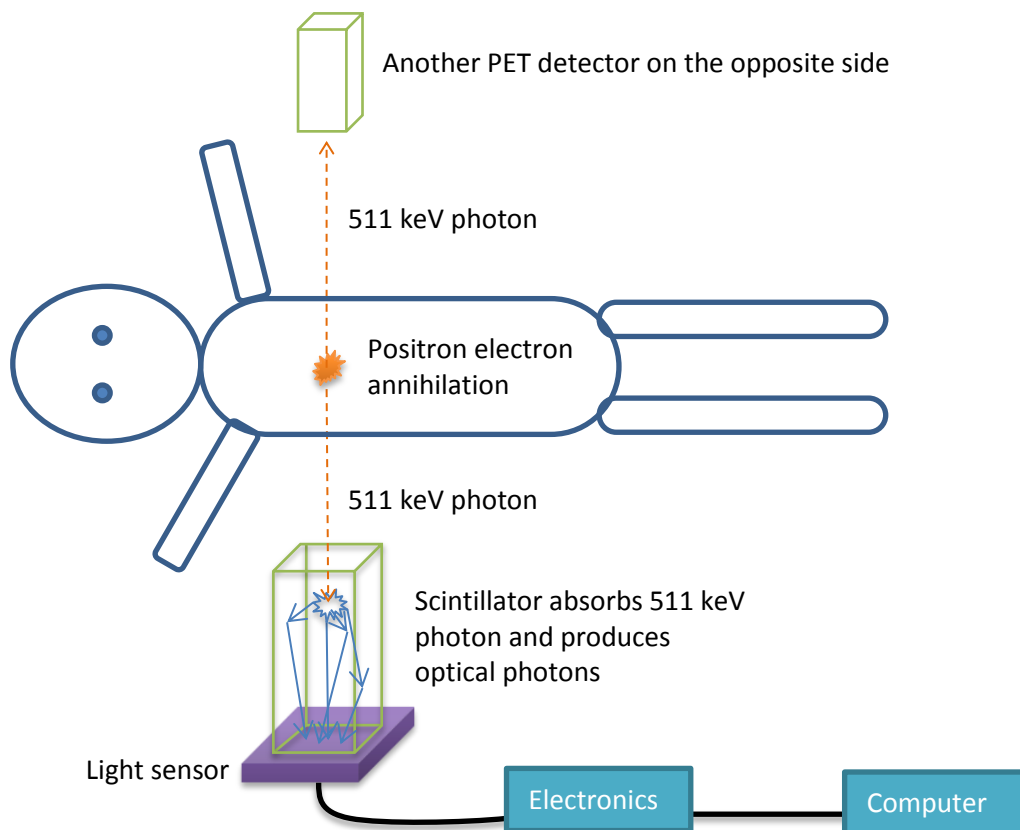 Another PET detector on the opposite side
511 keV photon
Positron electron
annihilation
511 keV photon
Scintillator absorbs 511 keV
photon and produces
optical photons
Light sensor
Electronics
Computer